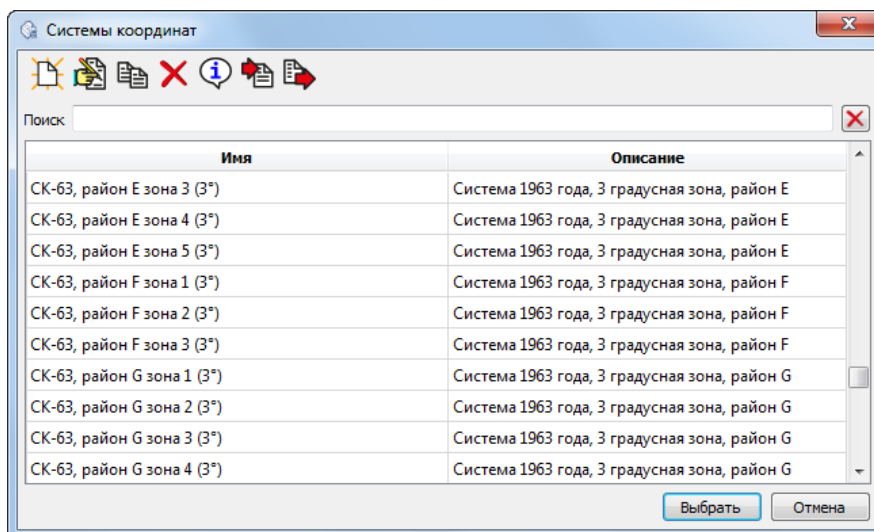 Системы координат
Поиск
Имя Описание
СК-63, район E зона 3 (3°) Система 1963 года, 3 градусная зона, район E
СК-63, район E зона 4 (3°) Система 1963 года, 3 градусная зона, район E
СК-63, район E зона 5 (3°) Система 1963 года, 3 градусная зона, район E
СК-63, район F зона 1 (3°) Система 1963 года, 3 градусная зона, район F
СК-63, район F зона 2 (3°) Система 1963 года, 3 градусная зона, район F
СК-63, район F зона 3 (3°) Система 1963 года, 3 градусная зона, район F
СК-63, район G зона 1 (3°) Система 1963 года, 3 градусная зона, район G
СК-63, район G зона 2 (3°) Система 1963 года, 3 градусная зона, район G
СК-63, район G зона 3 (3°) Система 1963 года, 3 градусная зона, район G
СК-63, район G зона 4 (3°) Система 1963 года, 3 градусная зона, район G
Выбрать Отмена